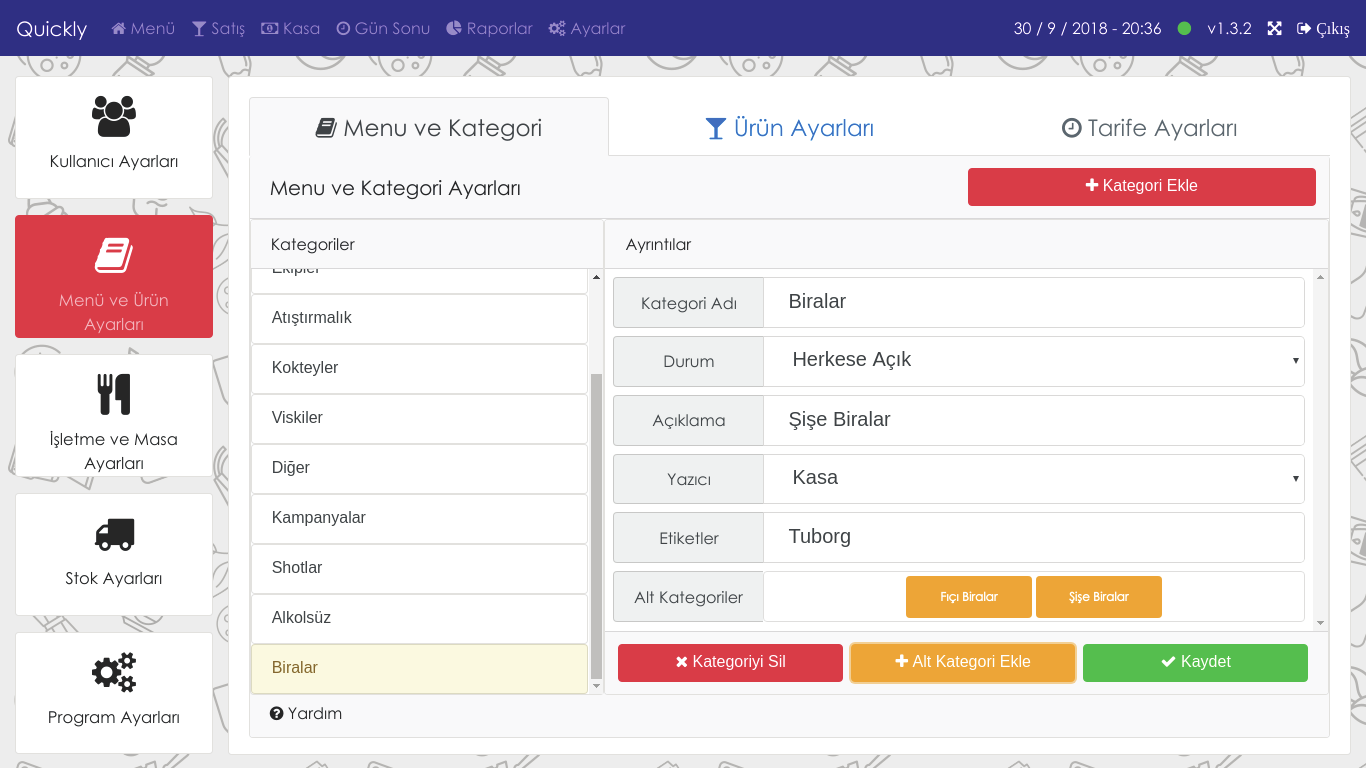 Quickly Menü Satış Kasa Gün Sonu Raporlar Ayarlar 30 / 9 / 2018 - 20:36 v1.3.2 Çıkış
Kullanıcı Ayarları
Menü ve Ürün
Ayarları
İşletme ve Masa
Ayarları
Stok Ayarları
Program Ayarları
Menu ve Kategori Ürün Ayarları Tarife Ayarları
Menu ve Kategori Ayarları Kategori Ekle
Kategoriler
Ekipler
Atıştırmalık
Kokteyler
Viskiler
Diğer
Kampanyalar
Shotlar
Alkolsüz
Biralar
Ayrıntılar
Kategori Adı Biralar
Durum Herkese Açık
Açıklama Şişe Biralar
Yazıcı Kasa
Etiketler Tuborg
Alt Kategoriler Fıçı Biralar Şişe Biralar
Kategoriyi Sil Alt Kategori Ekle Kaydet
Yardım